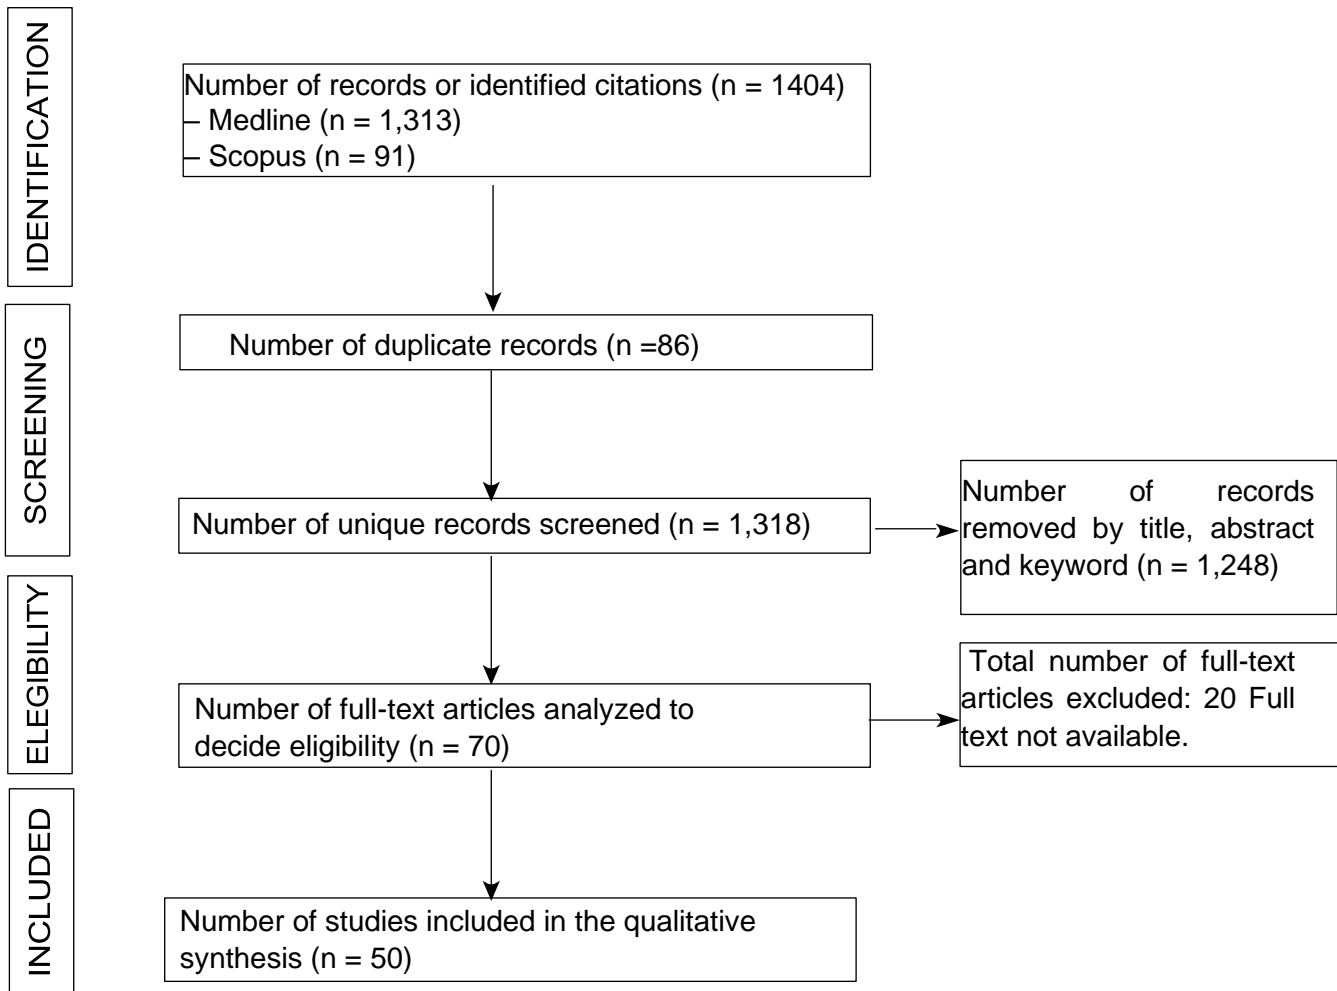 IDENTIFICATION
Number of records or identified citations (n = 1404)
– Medline (n = 1,313)
– Scopus (n = 91)
SCREENING
Number of duplicate records (n =86)
Number of unique records screened (n = 1,318)
Number of records
removed by title, abstract
and keyword (n = 1,248)
ELEGIBILITY
Number of full-text articles analyzed to
decide eligibility (n = 70)
Total number of full-text
articles excluded: 20 Full
text not available.
INCLUDED
Number of studies included in the qualitative
synthesis (n = 50)